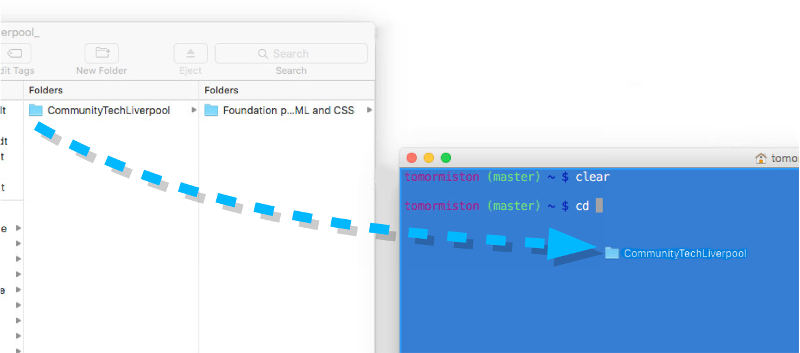 erpool_
dit Tags
New Folder
Eject
Search
Search
Folders
Folders
CommunityTechLiverpool
Foundation p...ML and CSS
lt
dt
t
t
e
e
tomor
tomormiston (master) ~ $ clear
tomormiston (master) ~ $ cd
CommunityTechLiverpool